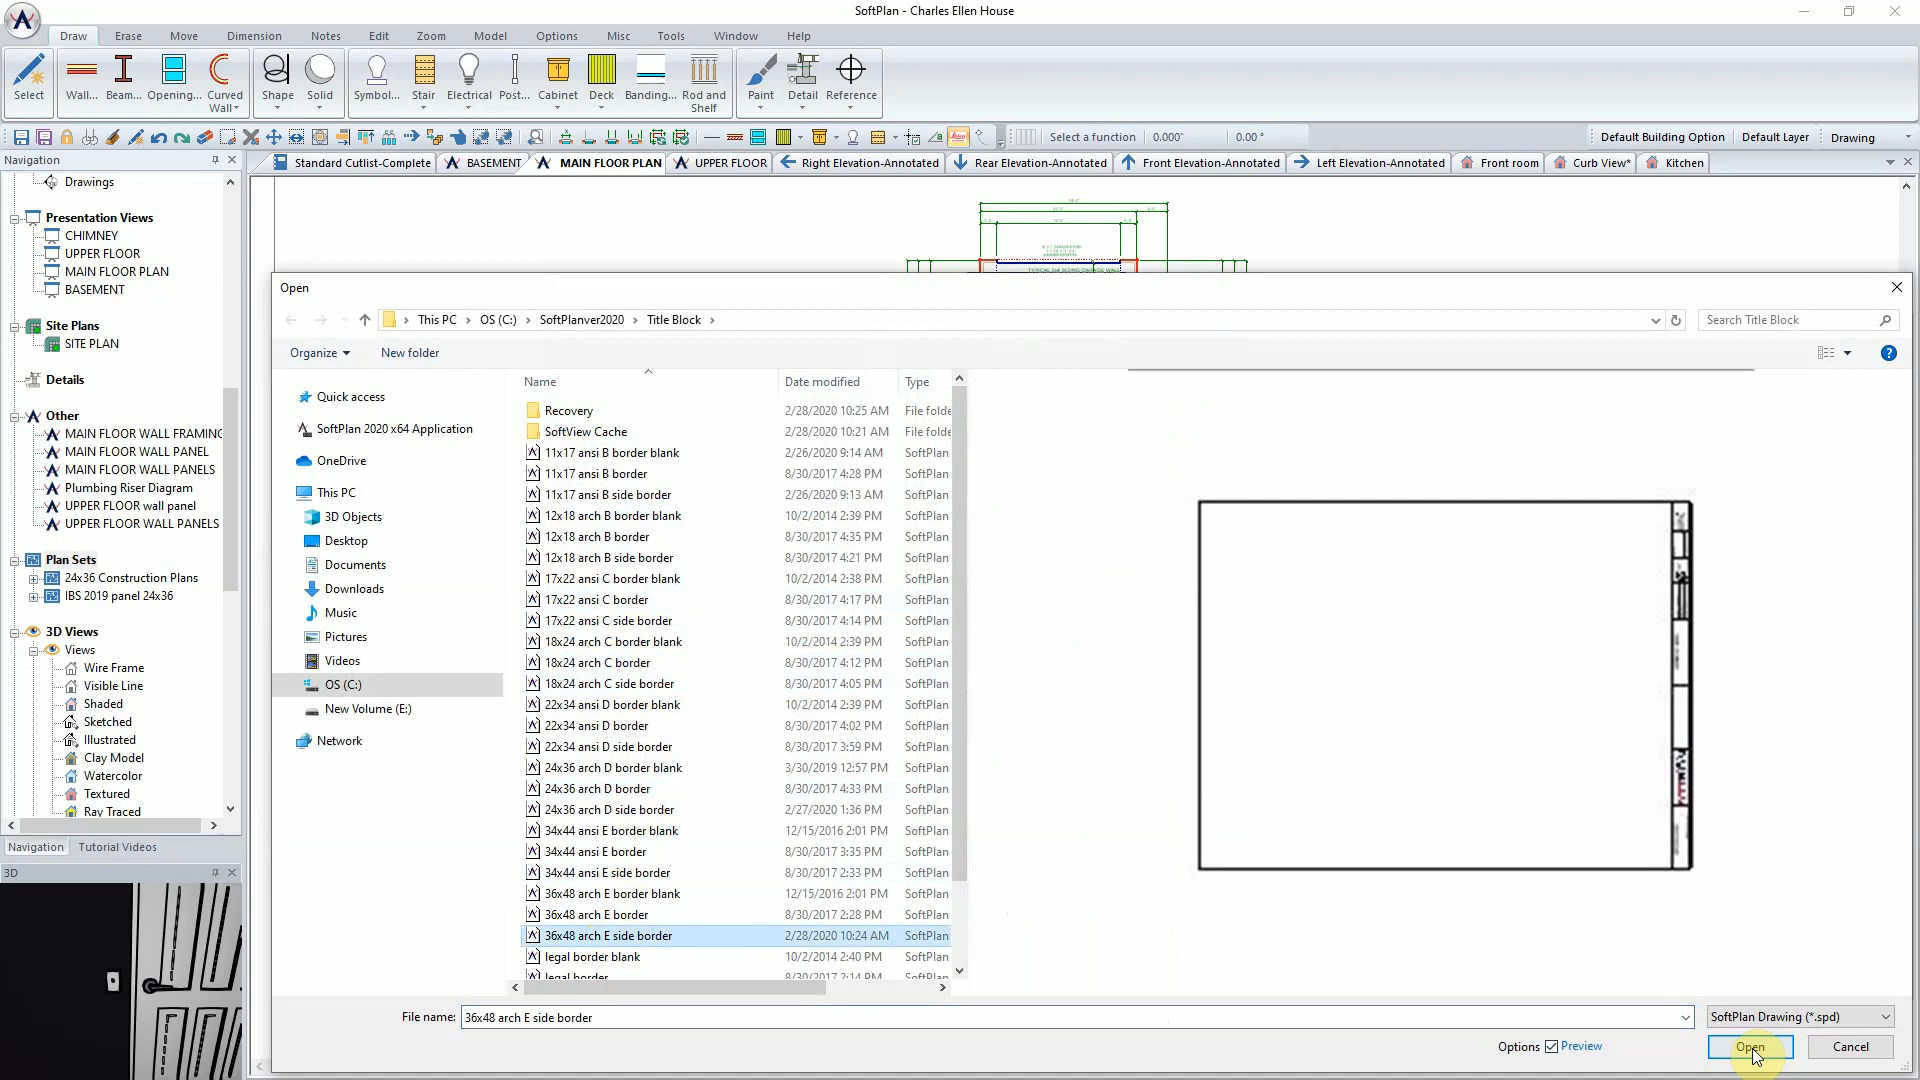 SoftPlan - Charles Ellen House
Draw Erase Move Dimension Notes Edit Zoom Model Options Misc Tools Window Help
Select Wall... Beam... Opening... Curved Wall Shape Solid Symbol... Stair Electrical Post... Cabinet Deck Banding... Rod and Shelf Paint Detail Reference
Select a function 0.000" 0.00 ° Default Building Option Default Layer Drawing
Navigation
Standard Cutlist-Complete BASEMENT MAIN FLOOR PLAN UPPER FLOOR Right Elevation-Annotated Rear Elevation-Annotated Front Elevation-Annotated Left Elevation-Annotated Front room Curb View* Kitchen
Drawings
Presentation Views
CHIMNEY
UPPER FLOOR
MAIN FLOOR PLAN
BASEMENT
Site Plans
SITE PLAN
Details
Other
MAIN FLOOR WALL FRAMING
MAIN FLOOR WALL PANEL
MAIN FLOOR WALL PANELS
Plumbing Riser Diagram
UPPER FLOOR wall panel
UPPER FLOOR WALL PANELS
Plan Sets
24x36 Construction Plans
IBS 2019 panel 24x36
3D Views
Views
Wire Frame
Visible Line
Shaded
Sketched
Illustrated
Clay Model
Watercolor
Textured
Ray Traced
Navigation Tutorial Videos
3D
Open
This PC OS (C:) SoftPlanver2020 Title Block
Search Title Block
Organize New folder
Quick access
SoftPlan 2020 x64 Application
OneDrive
This PC
3D Objects
Desktop
Documents
Downloads
Music
Pictures
Videos
OS (C:)
New Volume (E:)
Network
Name Date modified Type
Recovery 2/28/2020 10:25 AM File folde
SoftView Cache 2/28/2020 10:21 AM File folde
11x17 ansi B border blank 2/26/2020 9:14 AM SoftPlan
11x17 ansi B border 8/30/2017 4:28 PM SoftPlan
11x17 ansi B side border 2/26/2020 9:13 AM SoftPlan
12x18 arch B border blank 10/2/2014 2:39 PM SoftPlan
12x18 arch B border 8/30/2017 4:35 PM SoftPlan
12x18 arch B side border 8/30/2017 4:21 PM SoftPlan
17x22 ansi C border blank 10/2/2014 2:38 PM SoftPlan
17x22 ansi C border 8/30/2017 4:17 PM SoftPlan
17x22 ansi C side border 8/30/2017 4:14 PM SoftPlan
18x24 arch C border blank 10/2/2014 2:39 PM SoftPlan
18x24 arch C border 8/30/2017 4:12 PM SoftPlan
18x24 arch C side border 8/30/2017 4:05 PM SoftPlan
22x34 ansi D border blank 10/2/2014 2:39 PM SoftPlan
22x34 ansi D border 8/30/2017 4:02 PM SoftPlan
22x34 ansi D side border 8/30/2017 3:59 PM SoftPlan
24x36 arch D border blank 3/30/2019 12:57 PM SoftPlan
24x36 arch D border 8/30/2017 4:33 PM SoftPlan
24x36 arch D side border 2/27/2020 1:36 PM SoftPlan
34x44 ansi E border blank 12/15/2016 2:01 PM SoftPlan
34x44 ansi E border 8/30/2017 3:35 PM SoftPlan
34x44 ansi E side border 8/30/2017 2:33 PM SoftPlan
36x48 arch E border blank 12/15/2016 2:01 PM SoftPlan
36x48 arch E border 8/30/2017 2:28 PM SoftPlan
36x48 arch E side border 2/28/2020 10:24 AM SoftPlan
legal border blank 10/2/2014 2:40 PM SoftPlan
legal border 8/30/2017 2:14 PM SoftPlan
File name: 36x48 arch E side border SoftPlan Drawing (*.spd)
Options Preview Open Cancel